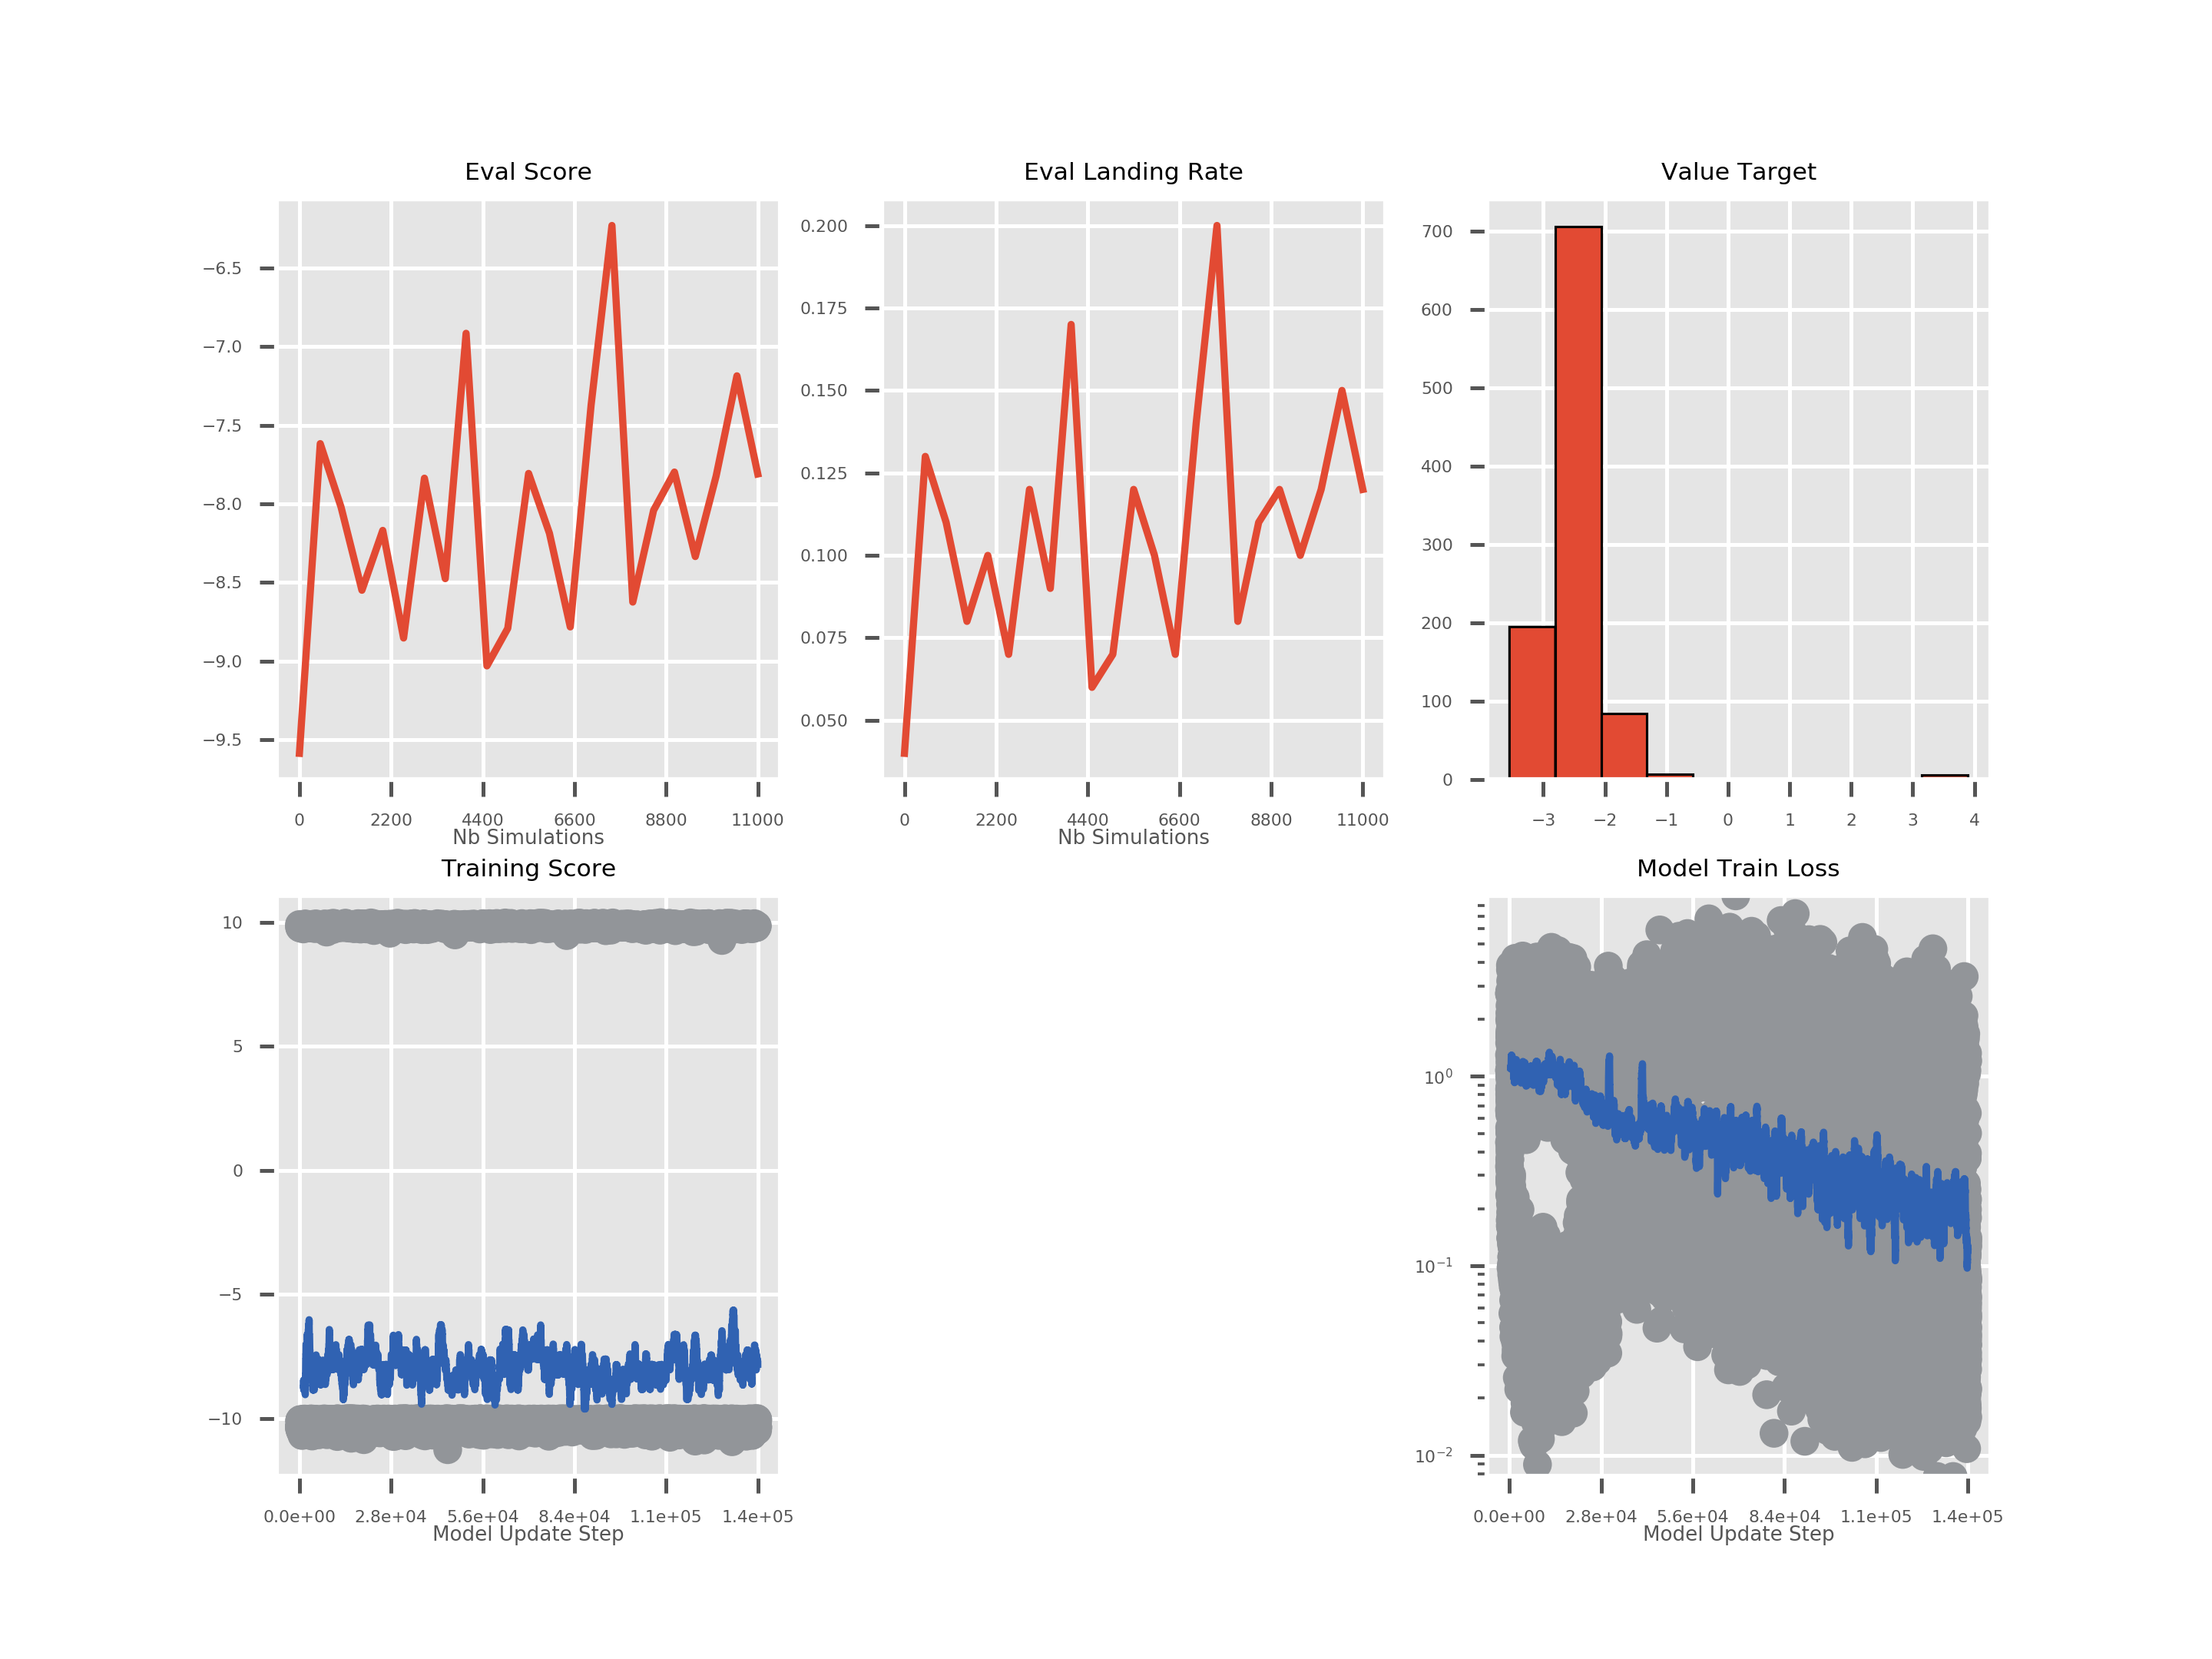 Eval Score
−6.5
−7.0
−7.5
−8.0
−8.5
−9.0
−9.5
0 2200 4400 6600 8800 11000
Nb Simulations
Eval Landing Rate
0.200
0.175
0.150
0.125
0.100
0.075
0.050
0 2200 4400 6600 8800 11000
Nb Simulations
Value Target
700
600
500
400
300
200
100
0
−3 −2 −1 0 1 2 3 4
Training Score
10
5
0
−5
−10
0.0e+00 2.8e+04 5.6e+04 8.4e+04 1.1e+05 1.4e+05
Model Update Step
Model Train Loss
10⁰
10⁻¹
10⁻²
0.0e+00 2.8e+04 5.6e+04 8.4e+04 1.1e+05 1.4e+05
Model Update Step